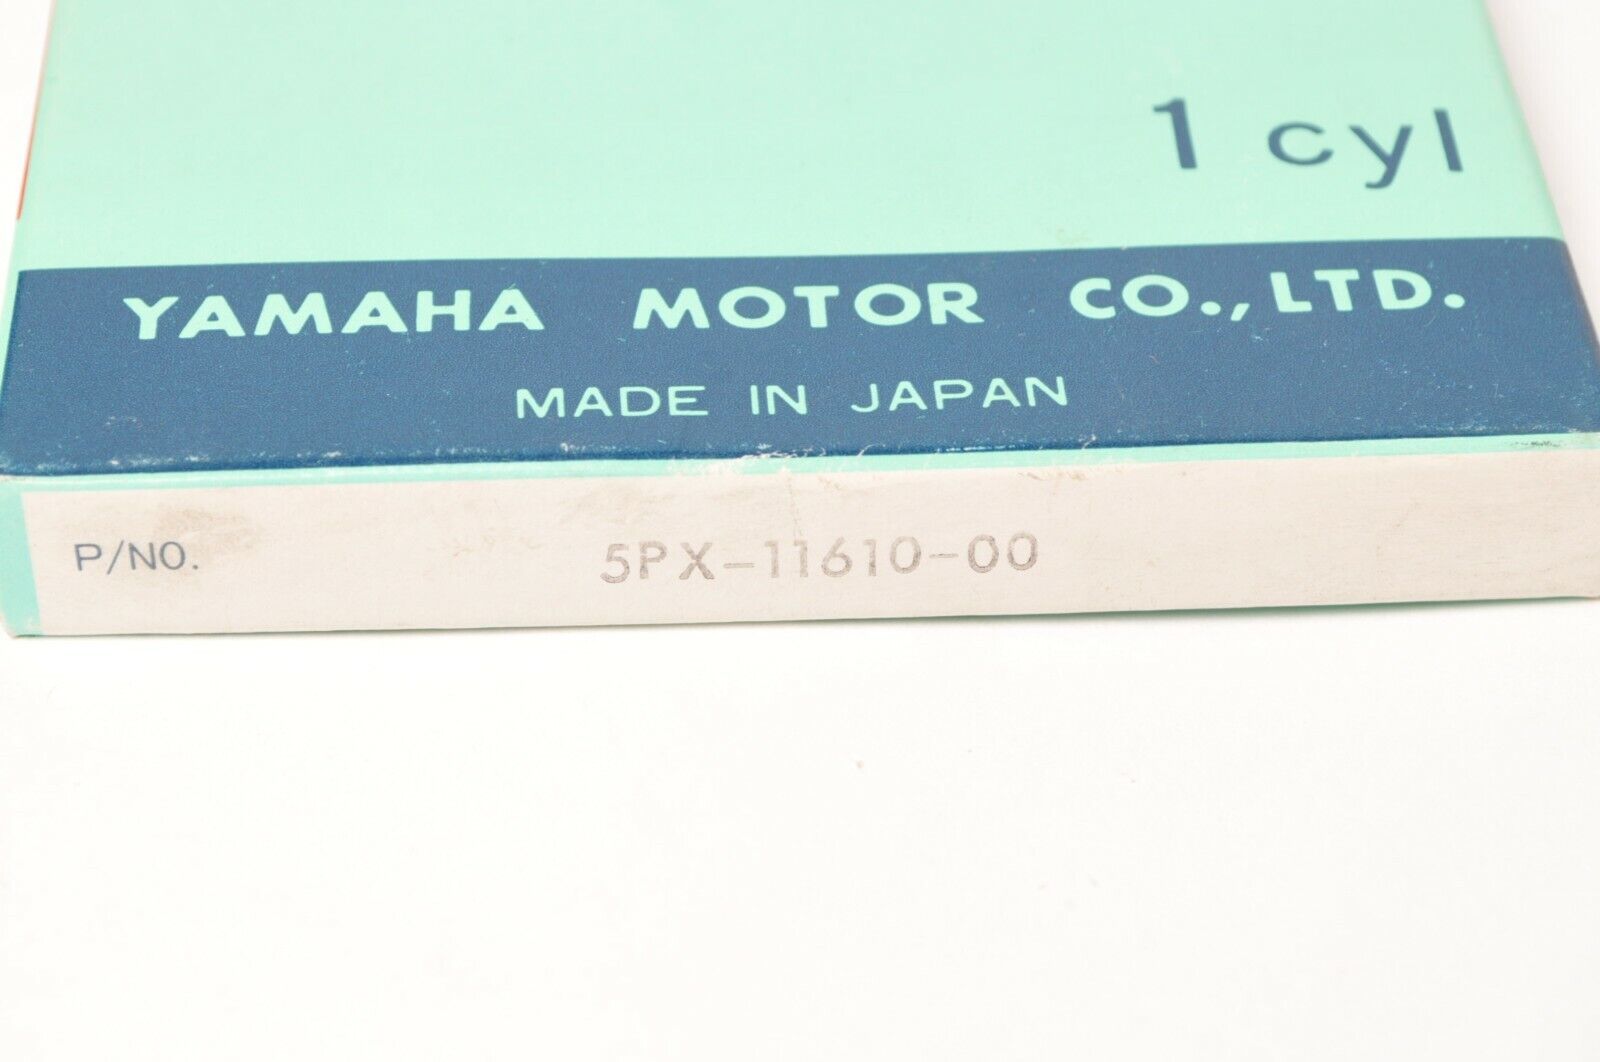 1 cyl
YAMAHA MOTOR CO., LTD.
MADE IN JAPAN
P/NO. 5PX-11610-00